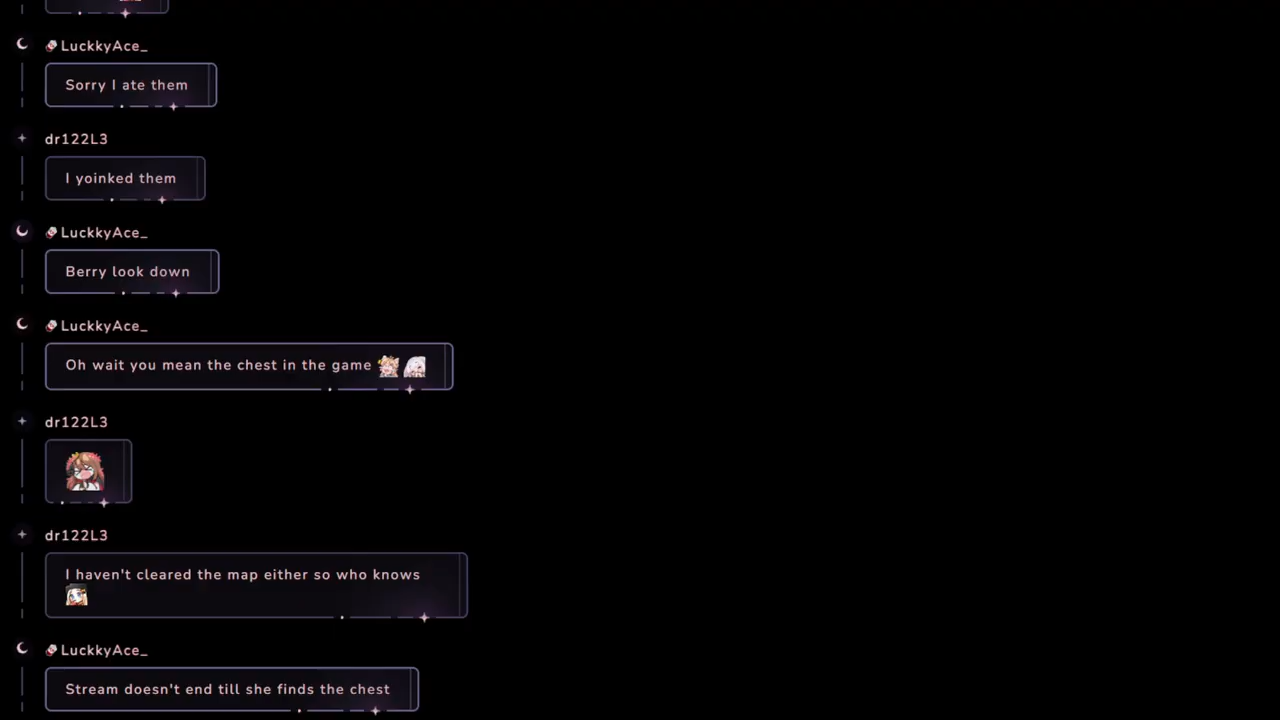 LuckkyAce_
Sorry I ate them
dr122L3
I yoinked them
LuckkyAce_
Berry look down
LuckkyAce_
Oh wait you mean the chest in the game
dr122L3
dr122L3
I haven't cleared the map either so who knows
LuckkyAce_
Stream doesn't end till she finds the chest